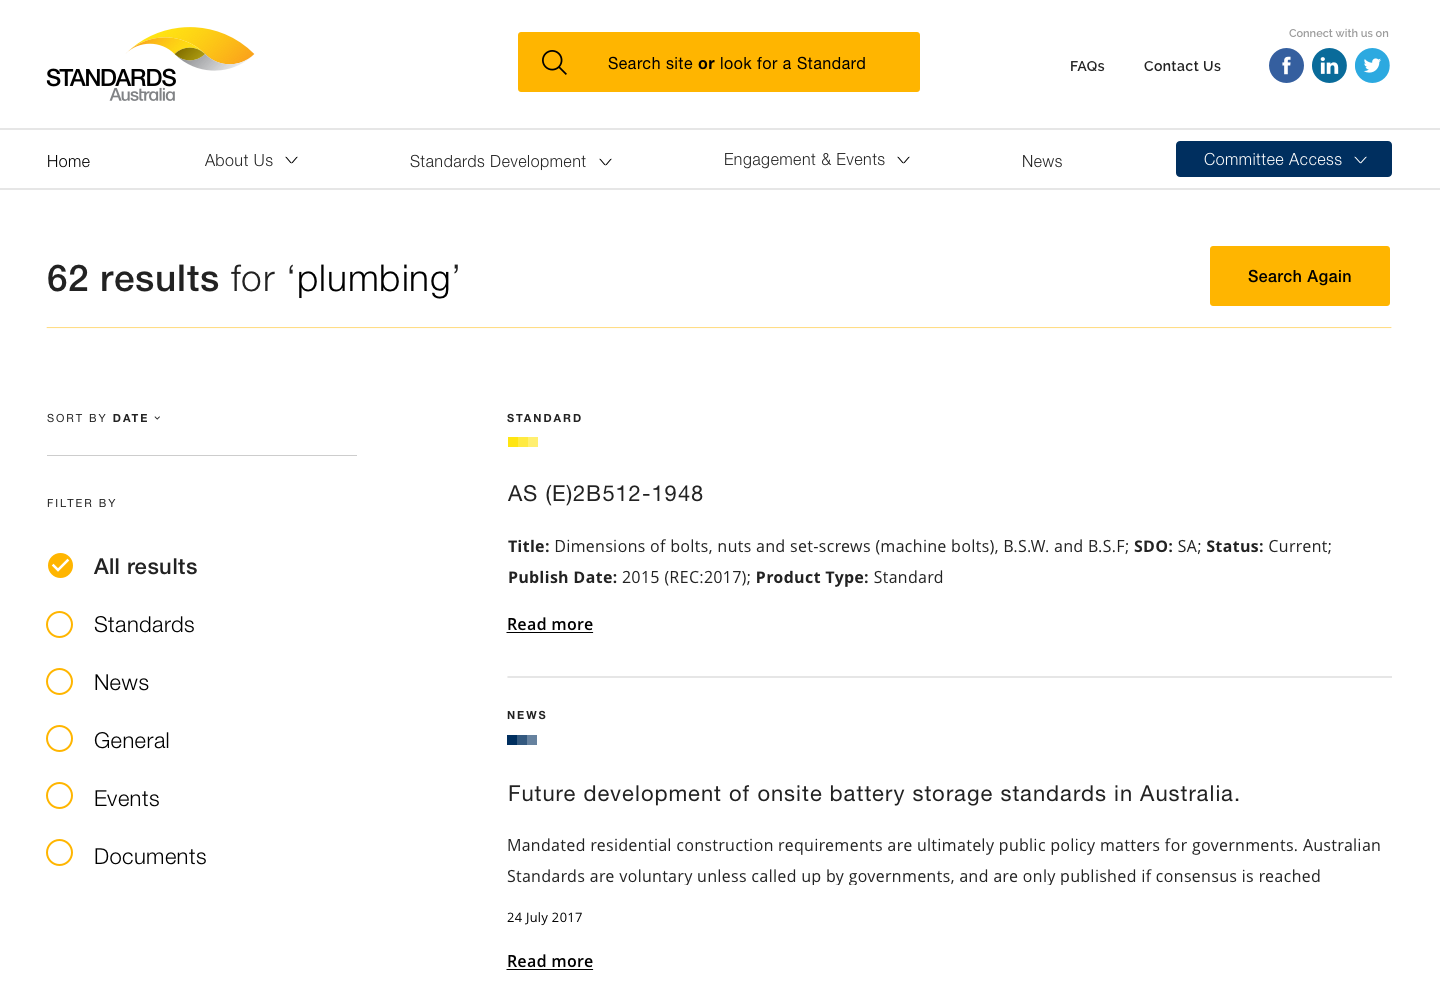 STANDARDS
Australia
Search site or look for a Standard
FAQs
Contact Us
Connect with us on
f
in
Home
About Us
Standards Development
Engagement & Events
News
Committee Access
62 results for ‘plumbing’
Search Again
SORT BY DATE
FILTER BY
All results
Standards
News
General
Events
Documents
STANDARD
AS (E)2B512-1948
Title: Dimensions of bolts, nuts and set-screws (machine bolts), B.S.W. and B.S.F; SDO: SA; Status: Current;
Publish Date: 2015 (REC:2017); Product Type: Standard
Read more
NEWS
Future development of onsite battery storage standards in Australia.
Mandated residential construction requirements are ultimately public policy matters for governments. Australian
Standards are voluntary unless called up by governments, and are only published if consensus is reached
24 July 2017
Read more